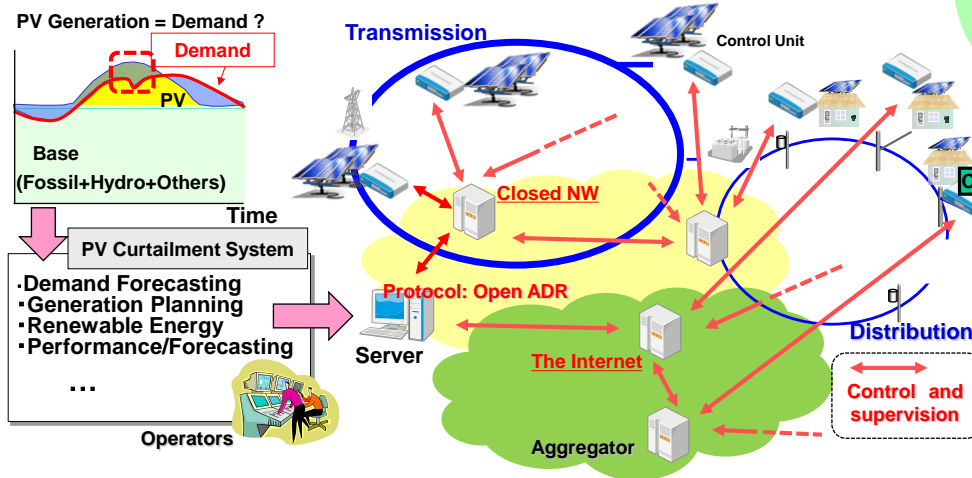 PV Generation = Demand ?
Demand
PV
Base
(Fossil+Hydro+Others)
Time
PV Curtailment System
・Demand Forecasting
・Generation Planning
・Renewable Energy
・Performance/Forecasting
…
Operators
Transmission
Control Unit
Closed NW
Protocol: Open ADR
Server
The Internet
Aggregator
Distribution
Control and
supervision